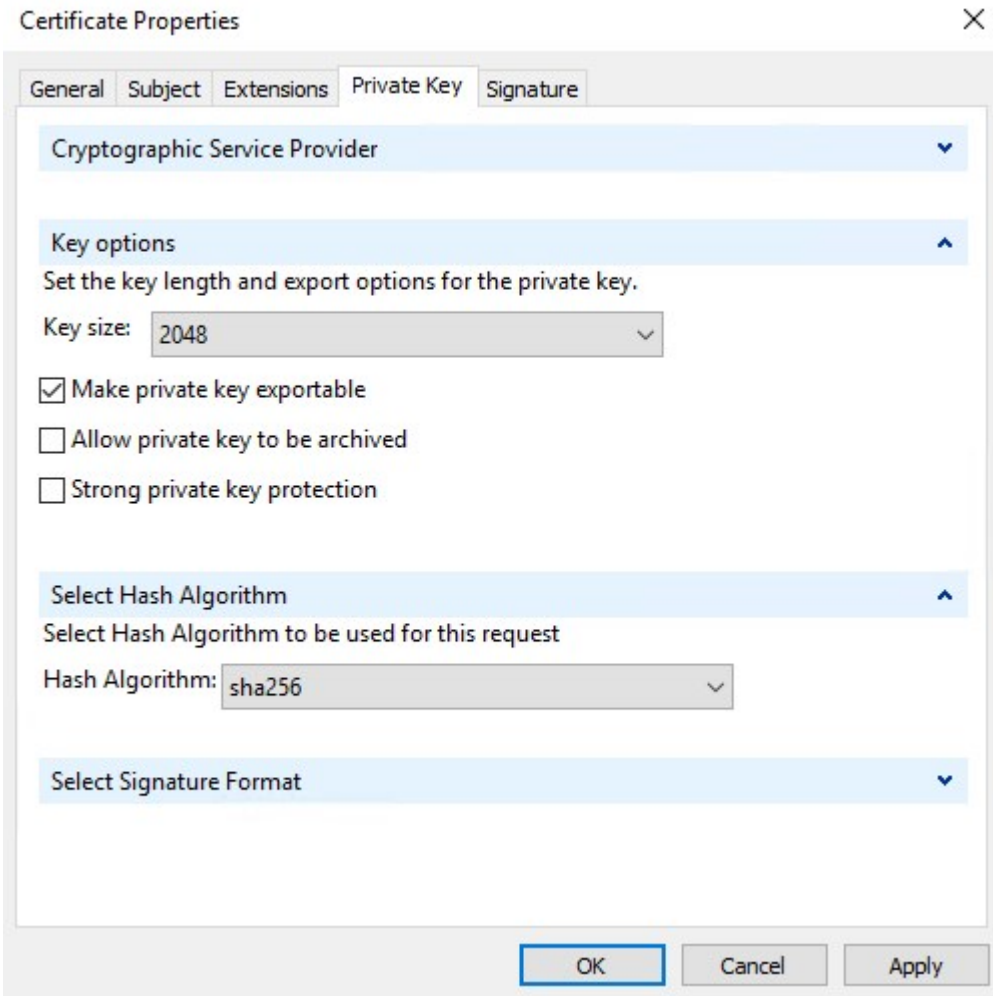 Certificate Properties
General Subject Extensions Private Key Signature
Cryptographic Service Provider
Key options
Set the key length and export options for the private key.
Key size: 2048
Make private key exportable
Allow private key to be archived
Strong private key protection
Select Hash Algorithm
Select Hash Algorithm to be used for this request
Hash Algorithm: sha256
Select Signature Format
OK Cancel Apply